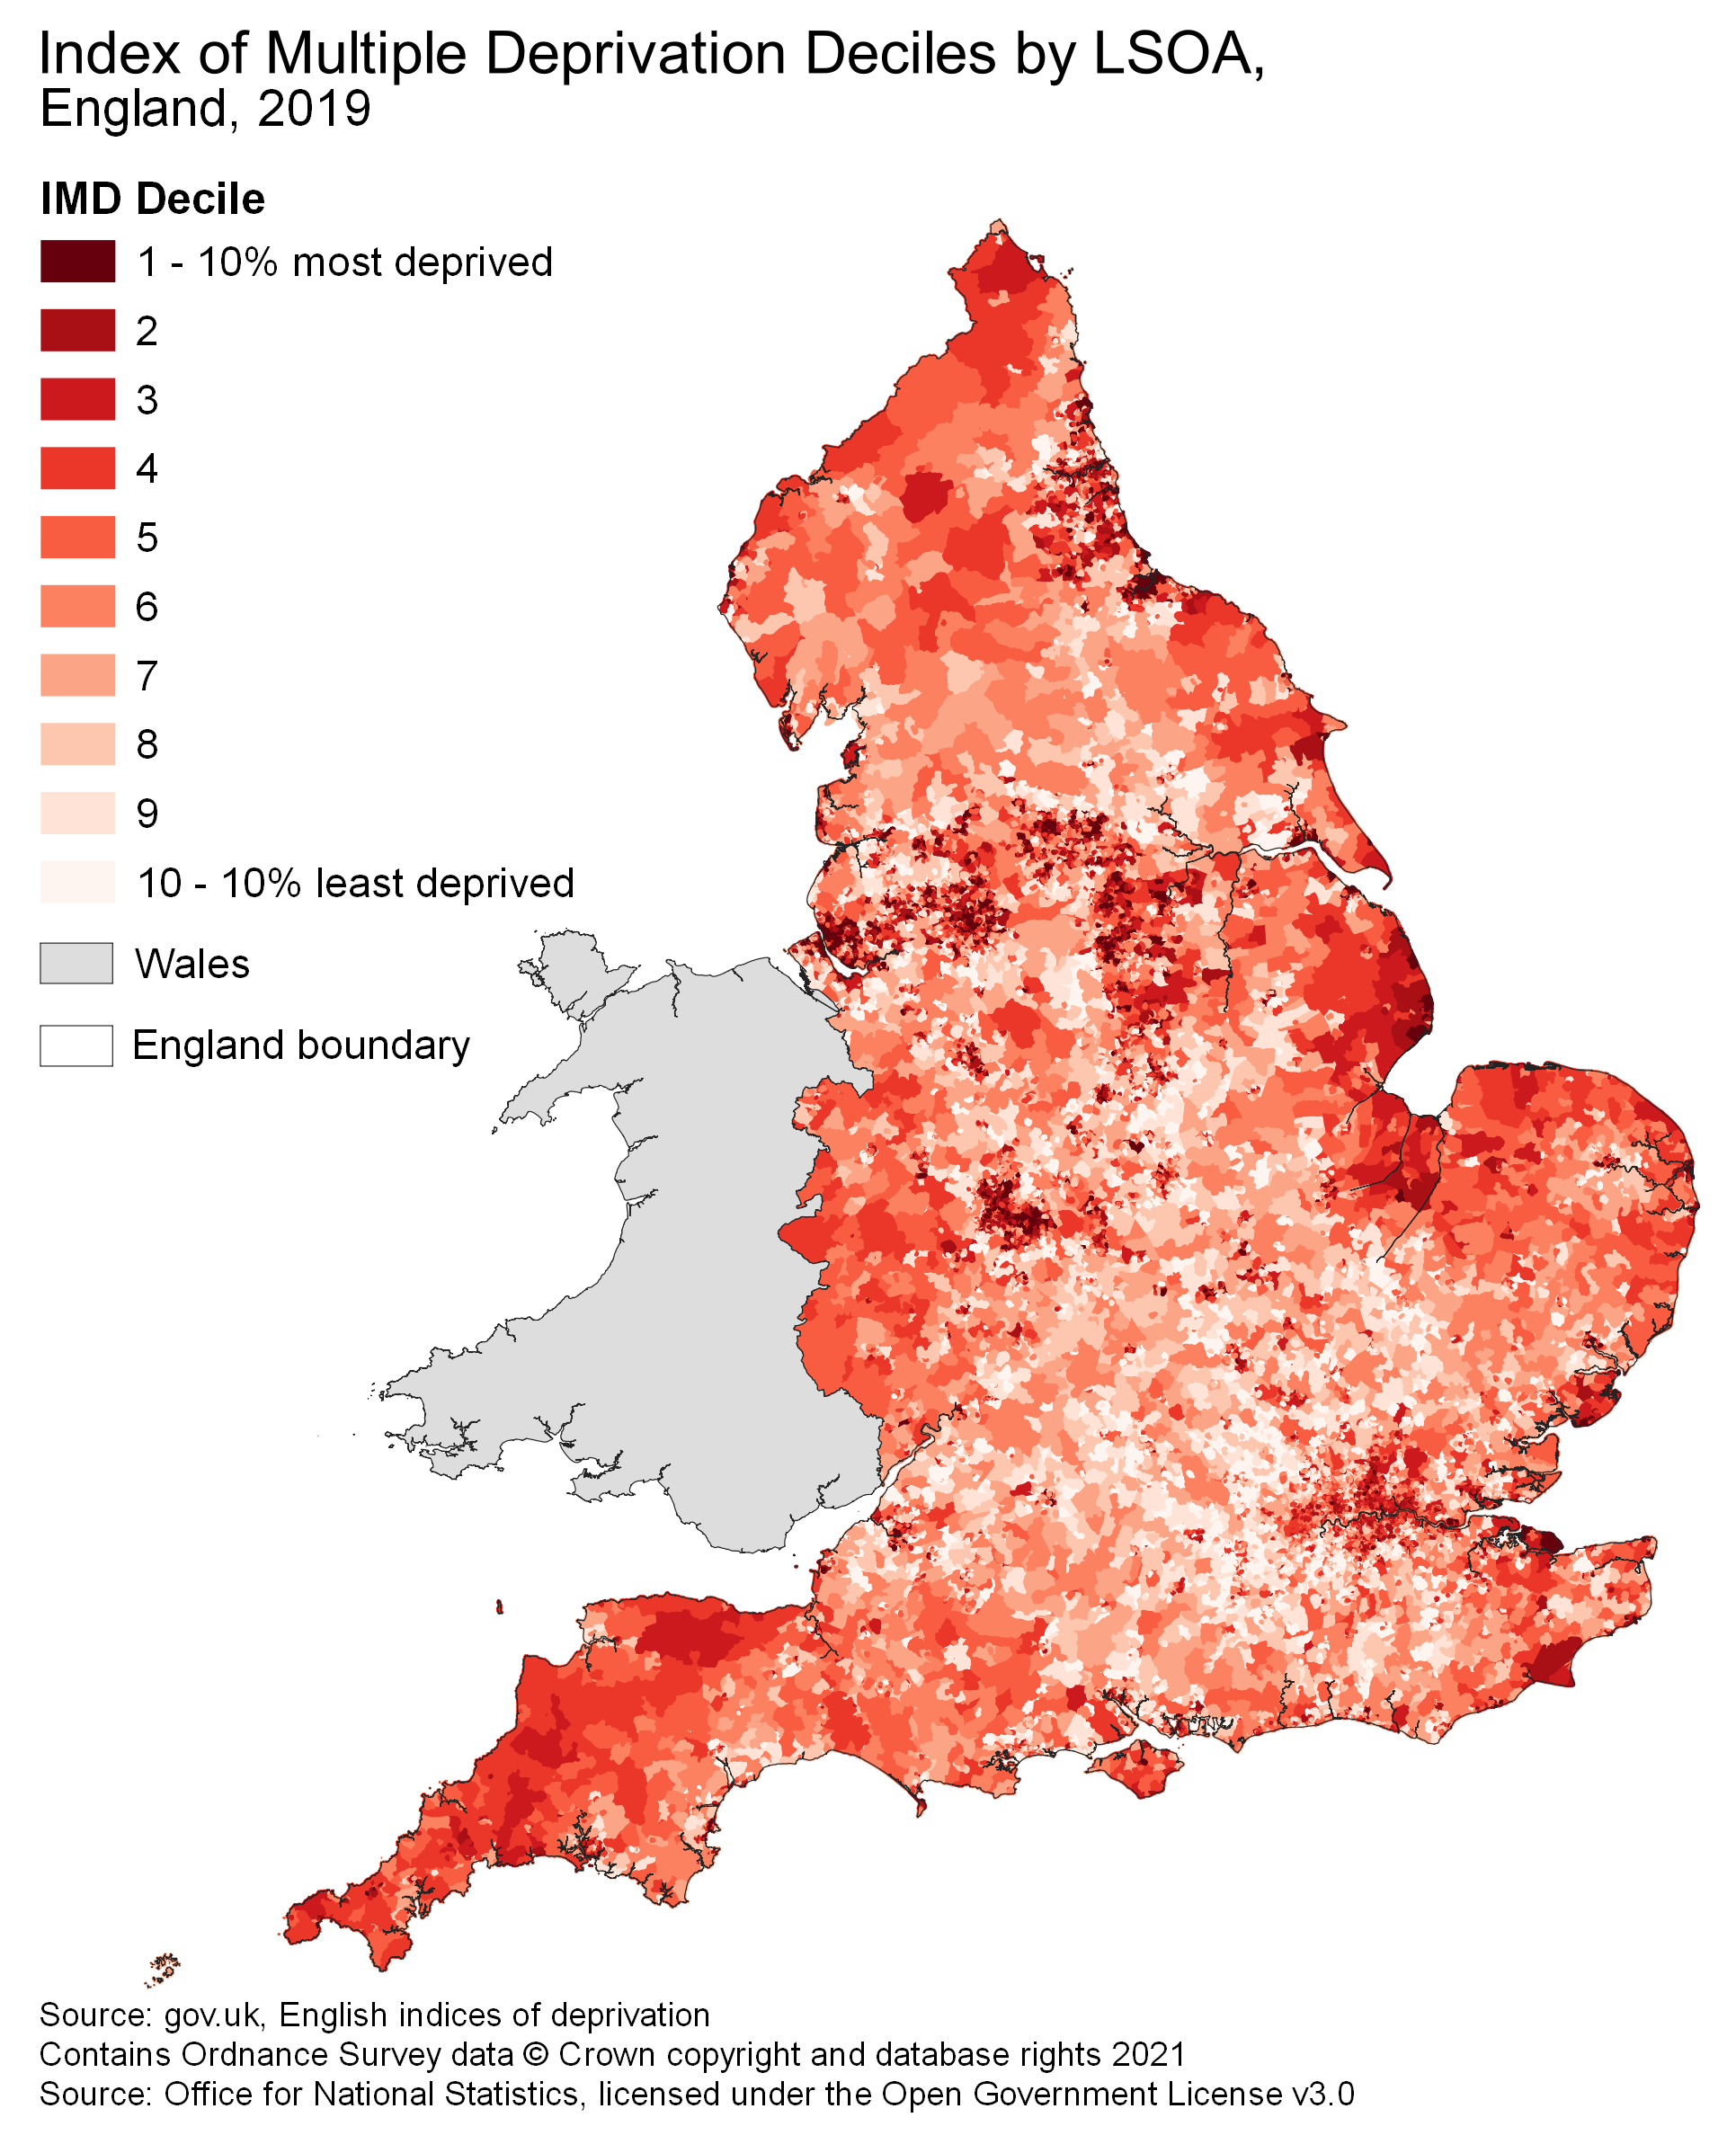 Index of Multiple Deprivation Deciles by LSOA,
England, 2019
IMD Decile
1 - 10% most deprived
2
3
4
5
6
7
8
9
10 - 10% least deprived
Wales
England boundary
Source: gov.uk, English indices of deprivation
Contains Ordnance Survey data © Crown copyright and database rights 2021
Source: Office for National Statistics, licensed under the Open Government License v3.0